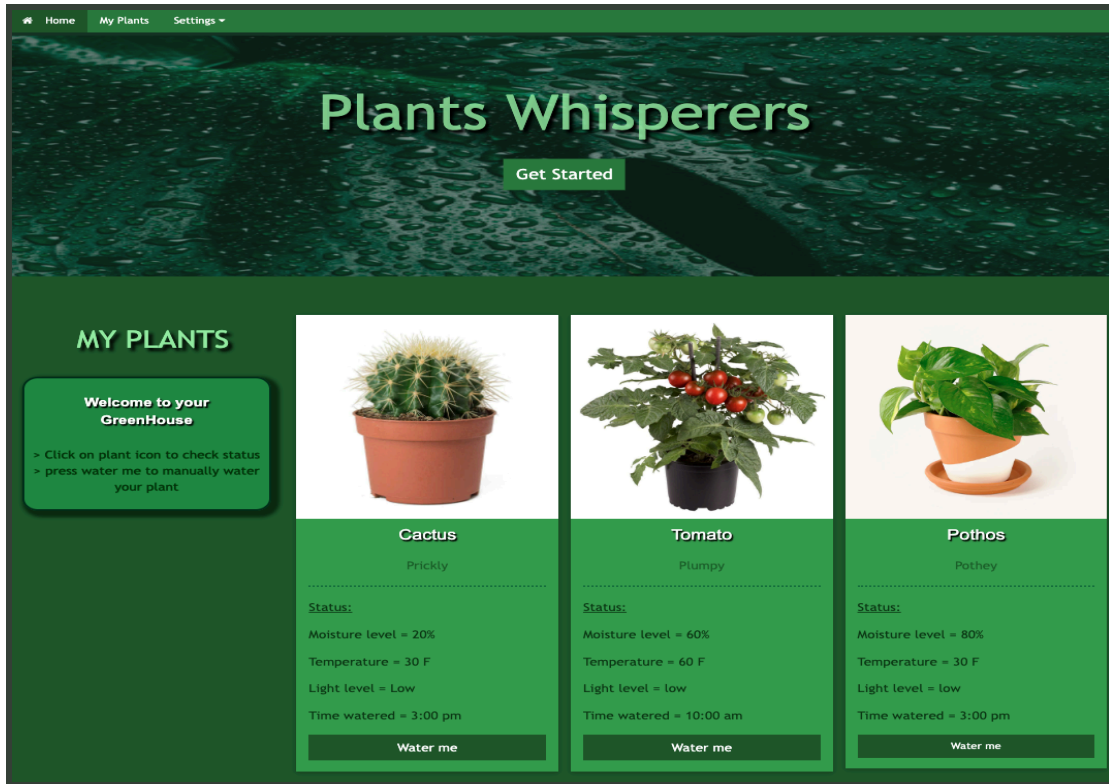 Home My Plants Settings
Plants Whisperers
Get Started
MY PLANTS
Welcome to your
GreenHouse
> Click on plant icon to check status
> press water me to manually water
your plant
Cactus
Prickly
Status:
Moisture level = 20%
Temperature = 30 F
Light level = Low
Time watered = 3:00 pm
Water me
Tomato
Plumpy
Status:
Moisture level = 60%
Temperature = 60 F
Light level = low
Time watered = 10:00 am
Water me
Pothos
Pothey
Status:
Moisture level = 80%
Temperature = 30 F
Light level = low
Time watered = 3:00 pm
Water me